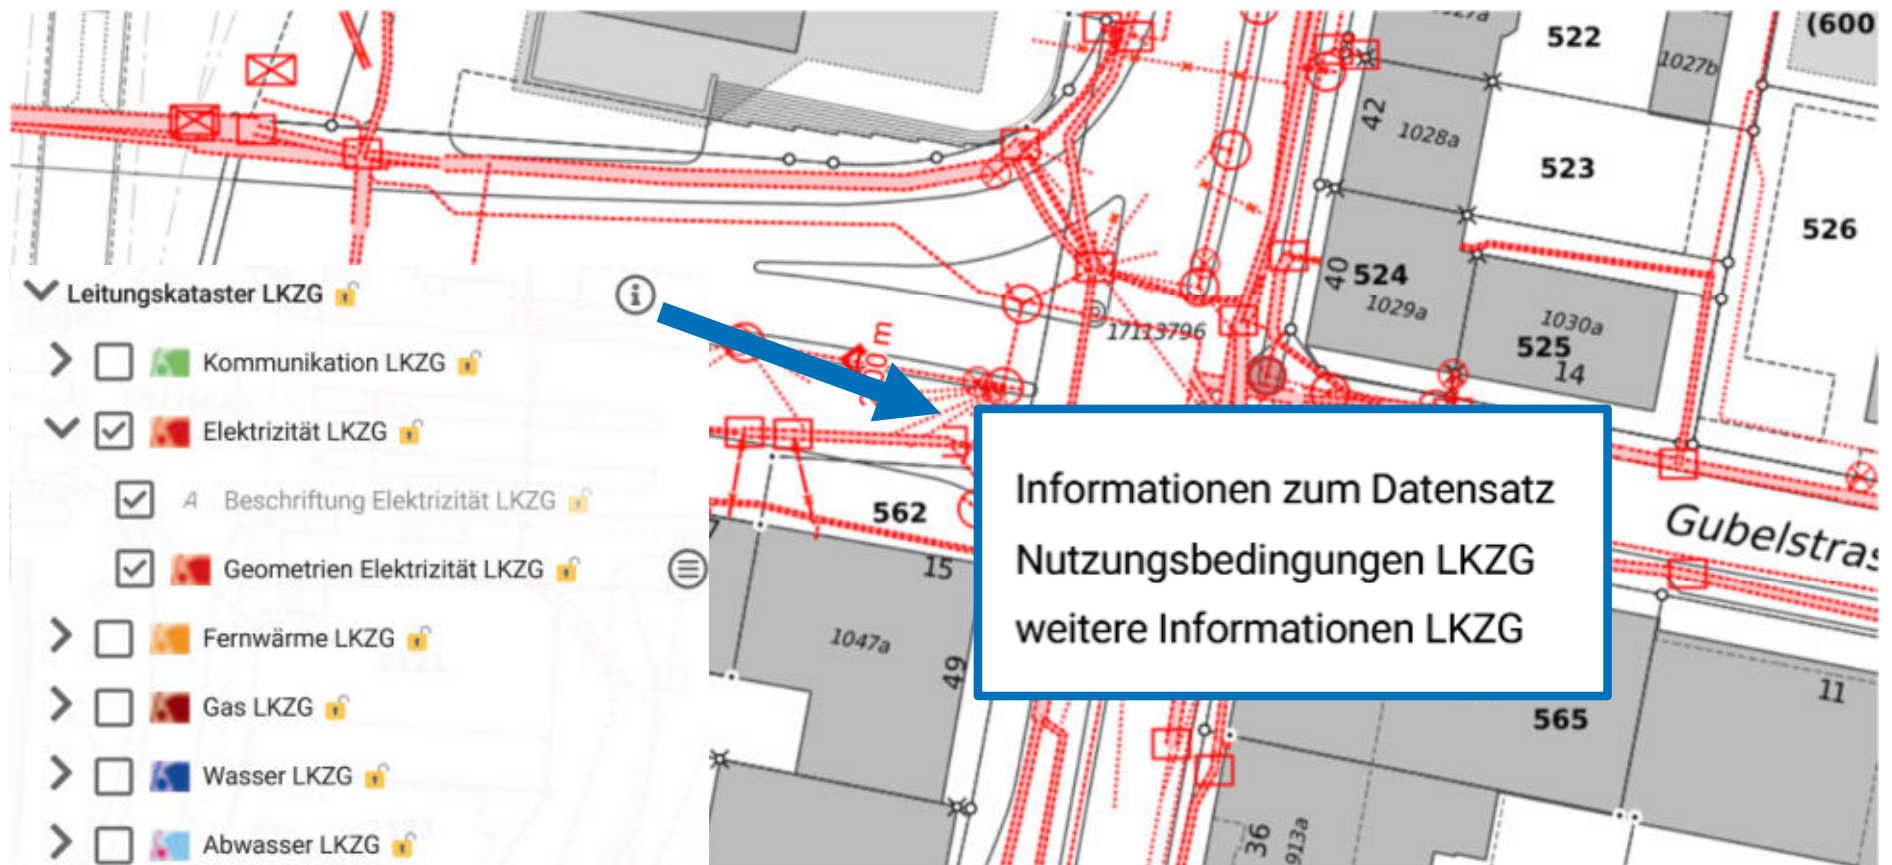 1027a
522
1027b
(600
42
1028a
523
526
40
524
1029a
1030a
525
14
17113796
Leitungskataster LKZG
Kommunikation LKZG
Elektrizität LKZG
A Beschriftung Elektrizität LKZG
Geometrien Elektrizität LKZG
Fernwärme LKZG
Gas LKZG
Wasser LKZG
Abwasser LKZG
Informationen zum Datensatz
Nutzungsbedingungen LKZG
weitere Informationen LKZG
562
15
Gubelstras
1047a
49
11
565
36
913a